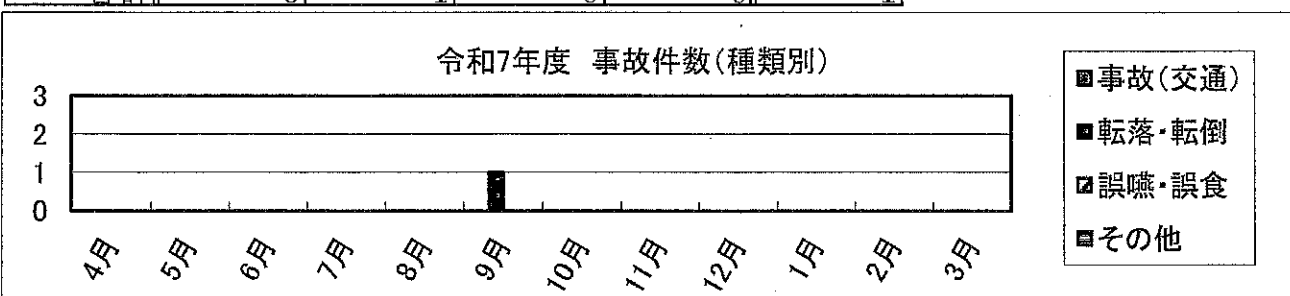 令和7年度 事故件数(種類別)
3
2
1
0
4月 5月 6月 7月 8月 9月 10月 11月 12月 1月 2月 3月
事故(交通)
転落・転倒
誤嚥・誤食
その他